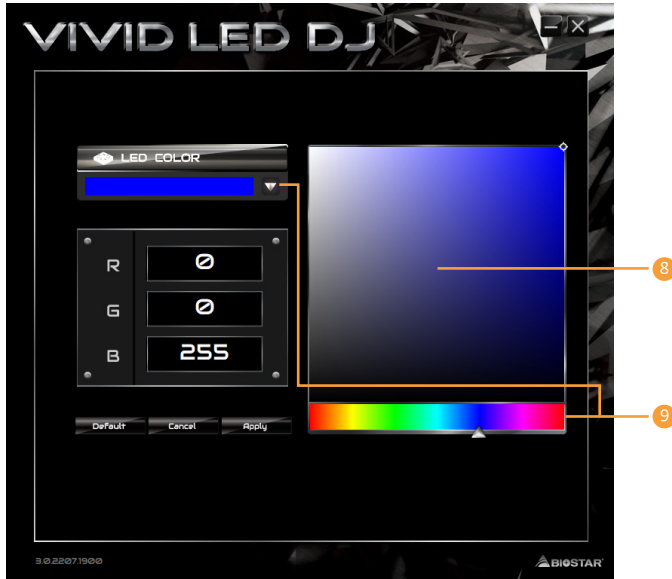 VIVID LED DJ
LED COLOR
R 0
G 0
B 255
8
9
Default Cancel Apply
3.0.2207.1900
BIOSTAR